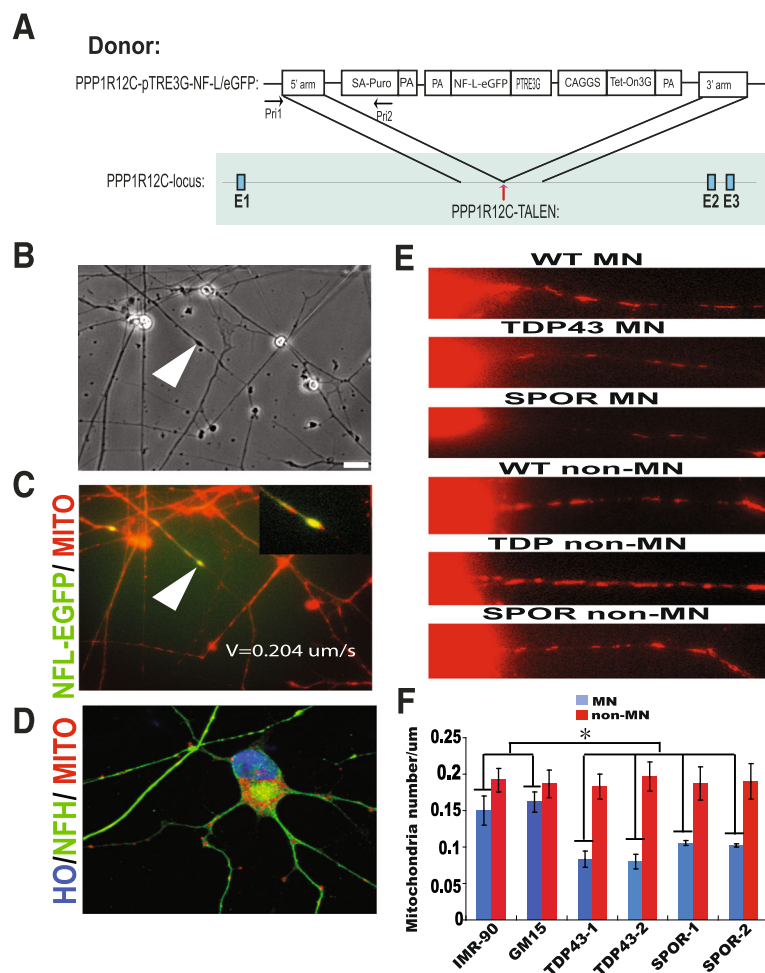 A
Donor:
PPP1R12C-pTRE3G-NF-L/eGFP:
5' arm
SA-Puro
PA
PA
NF-L-eGFP
PTRE3G
CAGGS
Tet-On3G
PA
3' arm
Pri1
Pri2
PPP1R12C-locus:
E1
E2
E3
PPP1R12C-TALEN:
B
C
NFL-EGFP/ MITO
V=0.204 um/s
D
HO/NFH/ MITO
E
WT MN
TDP43 MN
SPOR MN
WT non-MN
TDP non-MN
SPOR non-MN
F
MN
non-MN
*
Mitochondria number/um
0.25
0.2
0.15
0.1
0.05
0
IMR-90
GM15
TDP43-1
TDP43-2
SPOR-1
SPOR-2